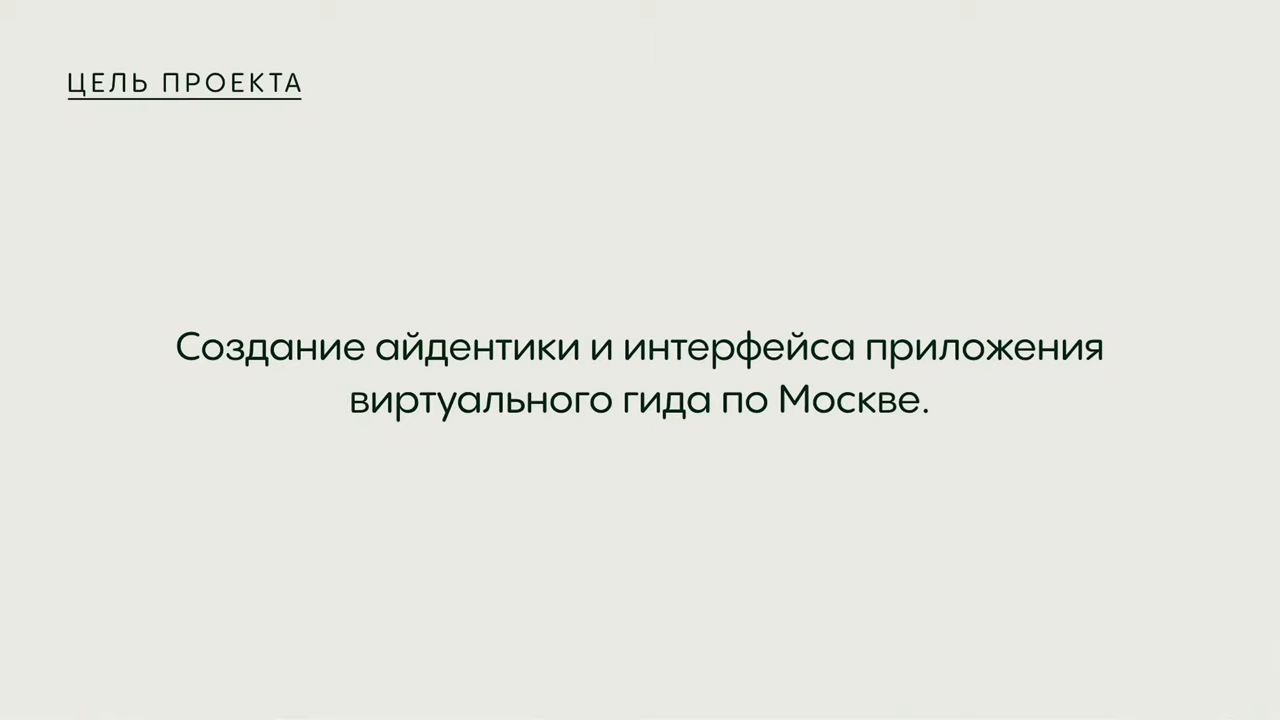 ЦЕЛЬ ПРОЕКТА
Создание айдентики и интерфейса приложения
виртуального гида по Москве.